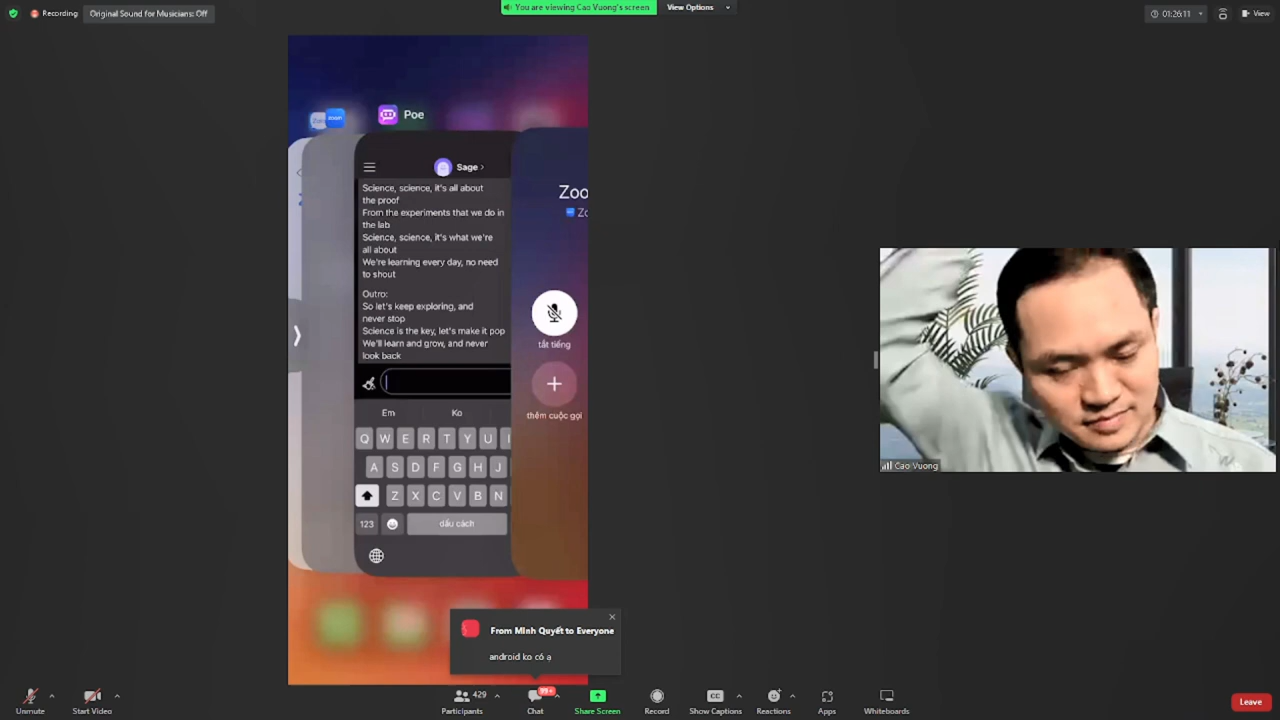 Recording
Original Sound for Musicians: Off
You are viewing Cao Vuong's screen
View Options
01:26:11
View
zoom
Poe
Sage
Science, science, it's all about
the proof
From the experiments that we do in
the lab
Science, science, it's what we're
all about
We're learning every day, no need
to shout
Outro:
So let's keep exploring, and
never stop
Science is the key, let's make it pop
We'll learn and grow, and never
look back
Em
Ko
Q W E R T Y U
A S D F G H J
Z X C V B N
123
dấu cách
Zoo
Zo
tắt tiếng
thêm cuộc gọi
Cao Vuong
From Minh Quyết to Everyone
android ko có ạ
Unmute
Start Video
429
Participants
99+
Chat
Share Screen
Record
CC
Show Captions
Reactions
Apps
Whiteboards
Leave